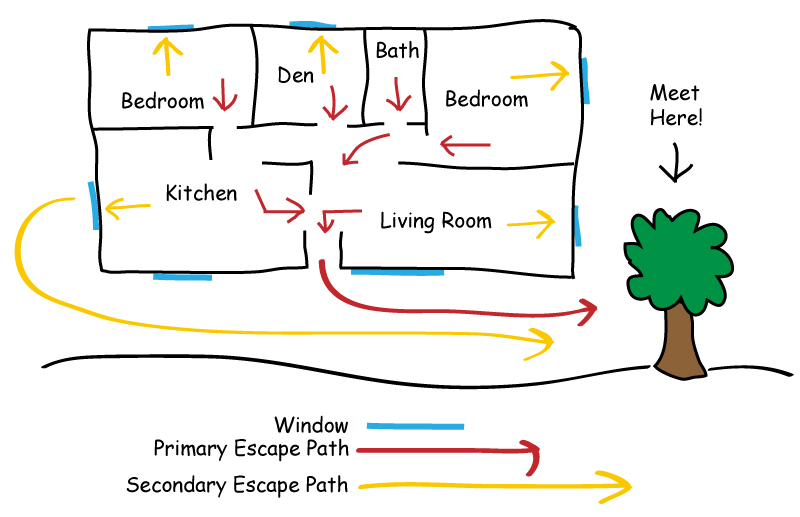 Bath
Den
Bedroom
Bedroom
Meet
Here!
Kitchen
Living Room
Window
Primary Escape Path
Secondary Escape Path